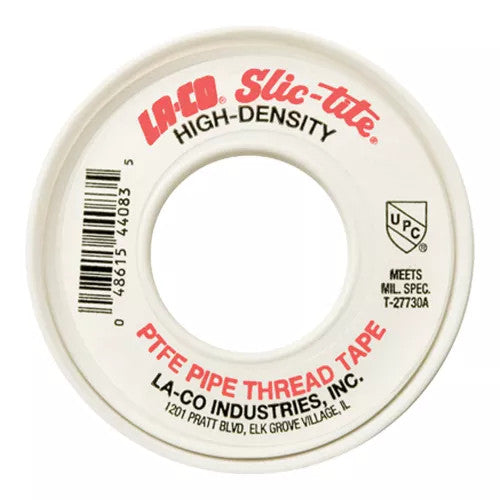 LA-CO® Slic-tite®
HIGH-DENSITY
0 48615 44083 5
UPC®
MEETS
MIL. SPEC.
T-27730A
PTFE PIPE THREAD TAPE
LA-CO INDUSTRIES, INC.
1201 PRATT BLVD, ELK GROVE VILLAGE, IL